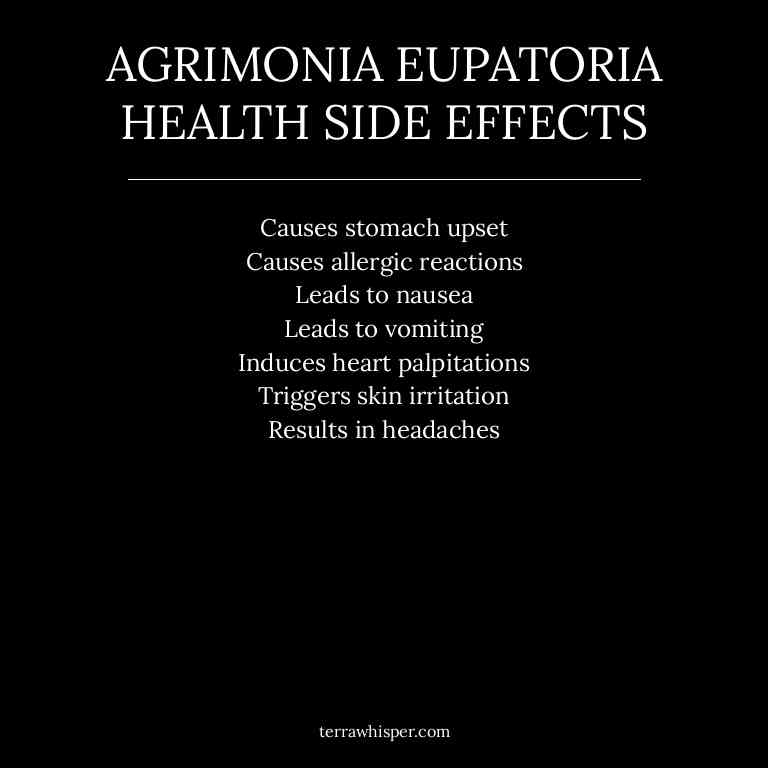 AGRIMONIA EUPATORIA
HEALTH SIDE EFFECTS
Causes stomach upset
Causes allergic reactions
Leads to nausea
Leads to vomiting
Induces heart palpitations
Triggers skin irritation
Results in headaches
terrawhisper.com